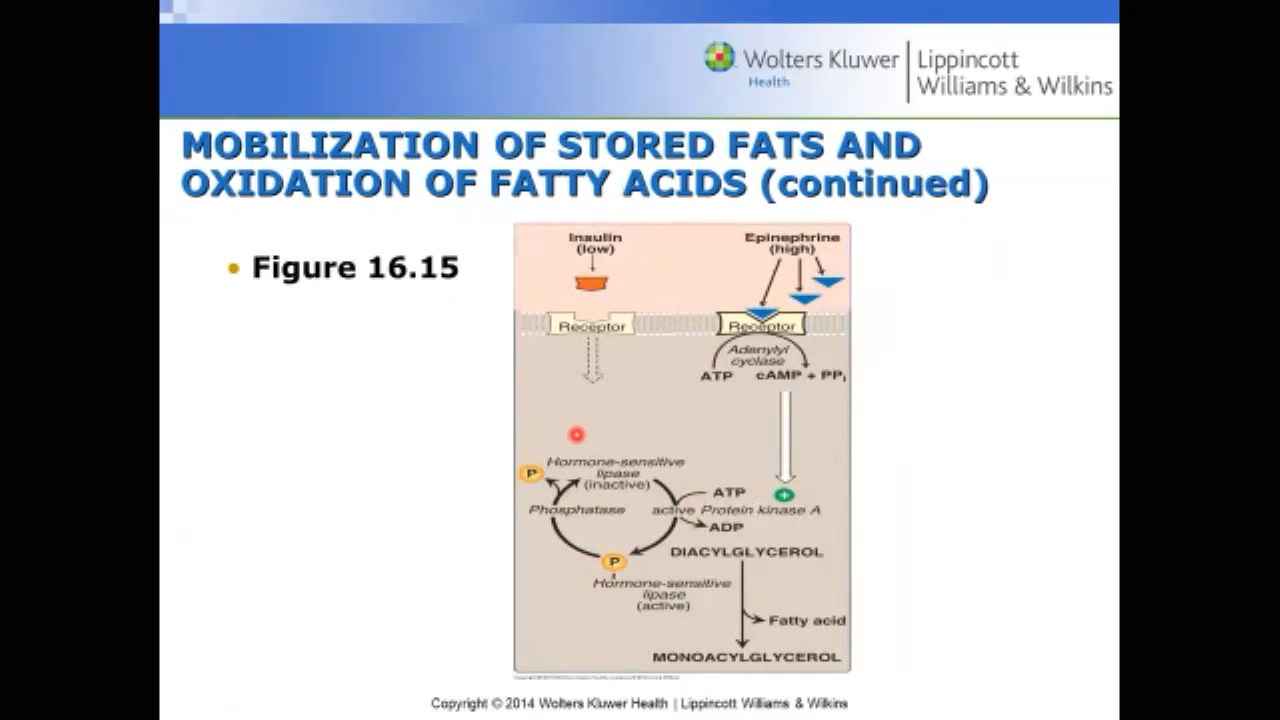 Wolters Kluwer
Health
Lippincott
Williams & Wilkins
MOBILIZATION OF STORED FATS AND
OXIDATION OF FATTY ACIDS (continued)
• Figure 16.15
Insulin
(low)
Epinephrine
(high)
Receptor
Receptor
Adenylyl
cyclase
ATP
cAMP + PPi
P
Hormone-sensitive
lipase
(inactive)
ATP
+
Phosphatase
active Protein kinase A
ADP
DIACYLGLYCEROL
P
Hormone-sensitive
lipase
(active)
Fatty acid
MONOACYLGLYCEROL
Copyright © 2014 Wolters Kluwer Health | Lippincott Williams & Wilkins